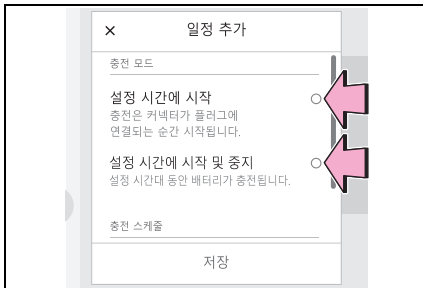 × 일정 추가
충전 모드
설정 시간에 시작
충전은 커넥터가 플러그에
연결되는 순간 시작됩니다.
설정 시간에 시작 및 중지
설정 시간대 동안 배터리가 충전됩니다.
충전 스케줄
저장